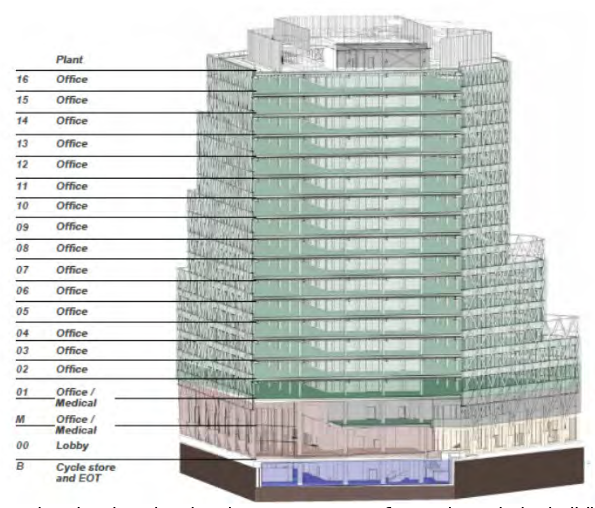 Plant
16 Office
15 Office
14 Office
13 Office
12 Office
11 Office
10 Office
09 Office
08 Office
07 Office
06 Office
05 Office
04 Office
03 Office
02 Office
01 Office /
Medical
M Office /
Medical
00 Lobby
B Cycle store
and EOT